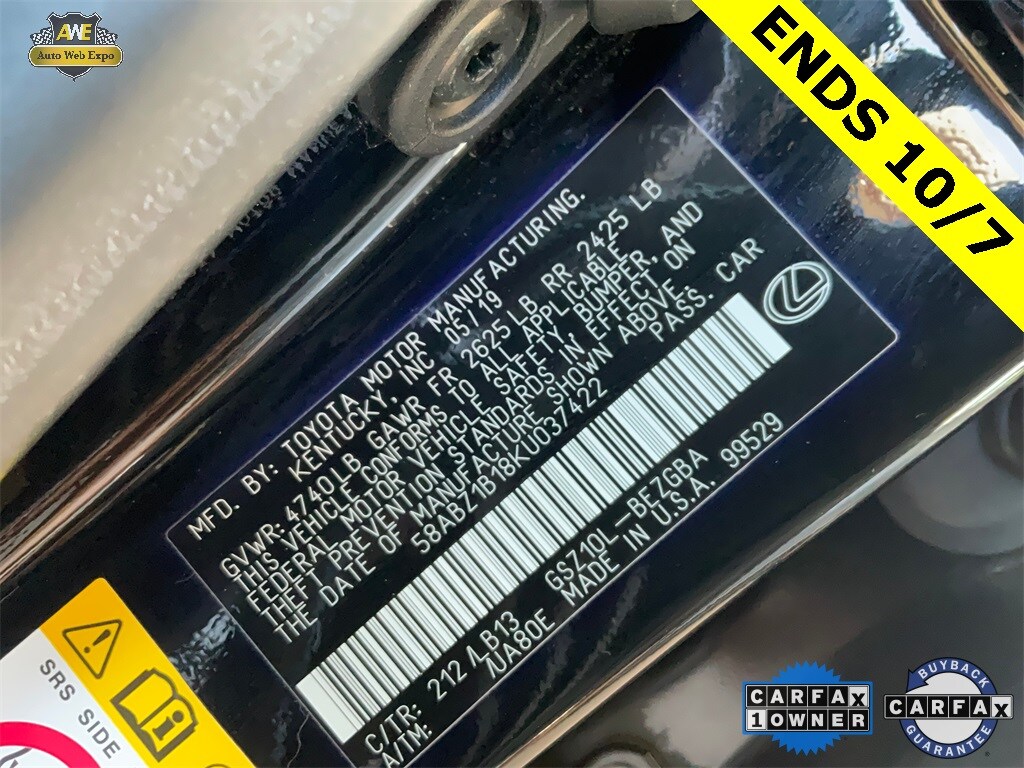 AWE
Auto Web Expo
ENDS 10/7
MFD. BY: TOYOTA MOTOR MANUFACTURING.
KENTUCKY, INC 05/19
GVWR: 4740LB GAWR FR 2625LB RR 2425 LB
THIS VEHICLE CONFORMS TO ALL APPLICABLE
FEDERAL MOTOR VEHICLE SAFETY, BUMPER, AND
THEFT PREVENTION STANDARDS IN EFFECT ON
THE DATE OF MANUFACTURE SHOWN ABOVE.
58ABZ1B18KU037422 PASS. CAR
C/TR: 212 /LB13 GSZ10L-BEZGBA
A/TM: /UA80E MADE IN U.S.A. 99529
SRS SIDE
CARFAX
1 OWNER
BUYBACK
CARFAX
GUARANTEE